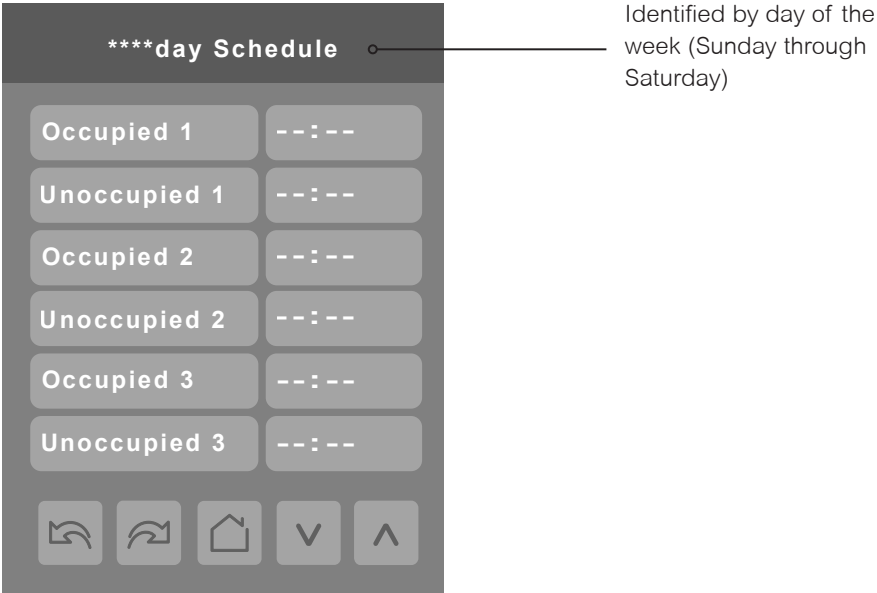 ****day Schedule
Identified by day of the
week (Sunday through
Saturday)
Occupied 1 --:--
Unoccupied 1 --:--
Occupied 2 --:--
Unoccupied 2 --:--
Occupied 3 --:--
Unoccupied 3 --:--